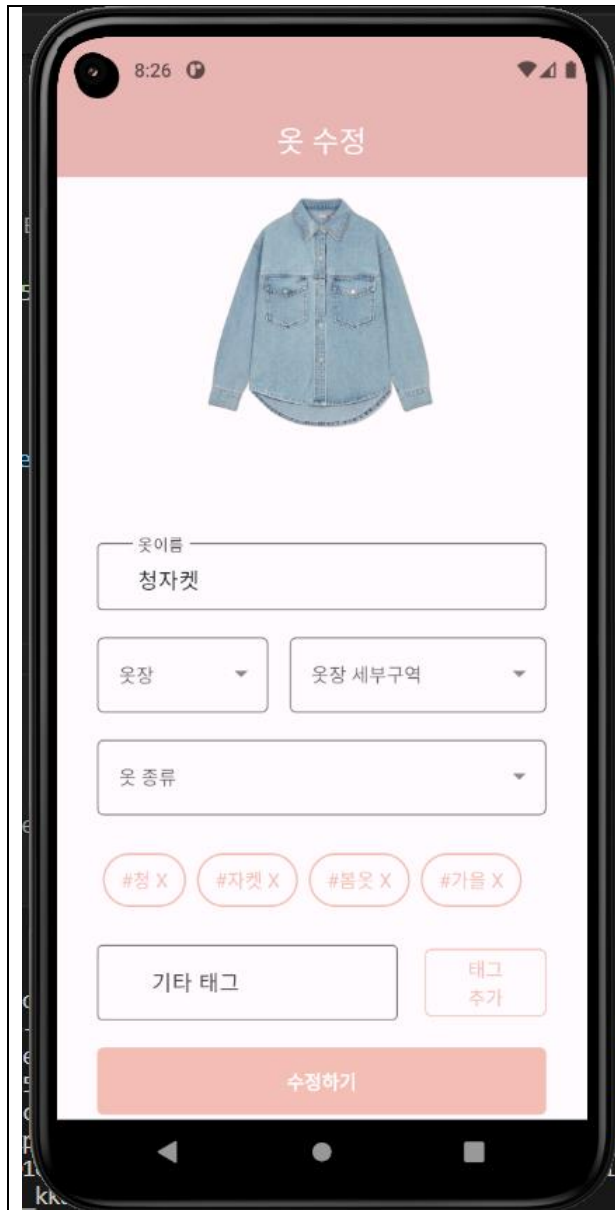 8:26
옷 수정
옷이름
청자켓
옷장
옷장 세부구역
옷 종류
#청 X
#자켓 X
#봄옷 X
#가을 X
기타 태그
태그
추가
수정하기